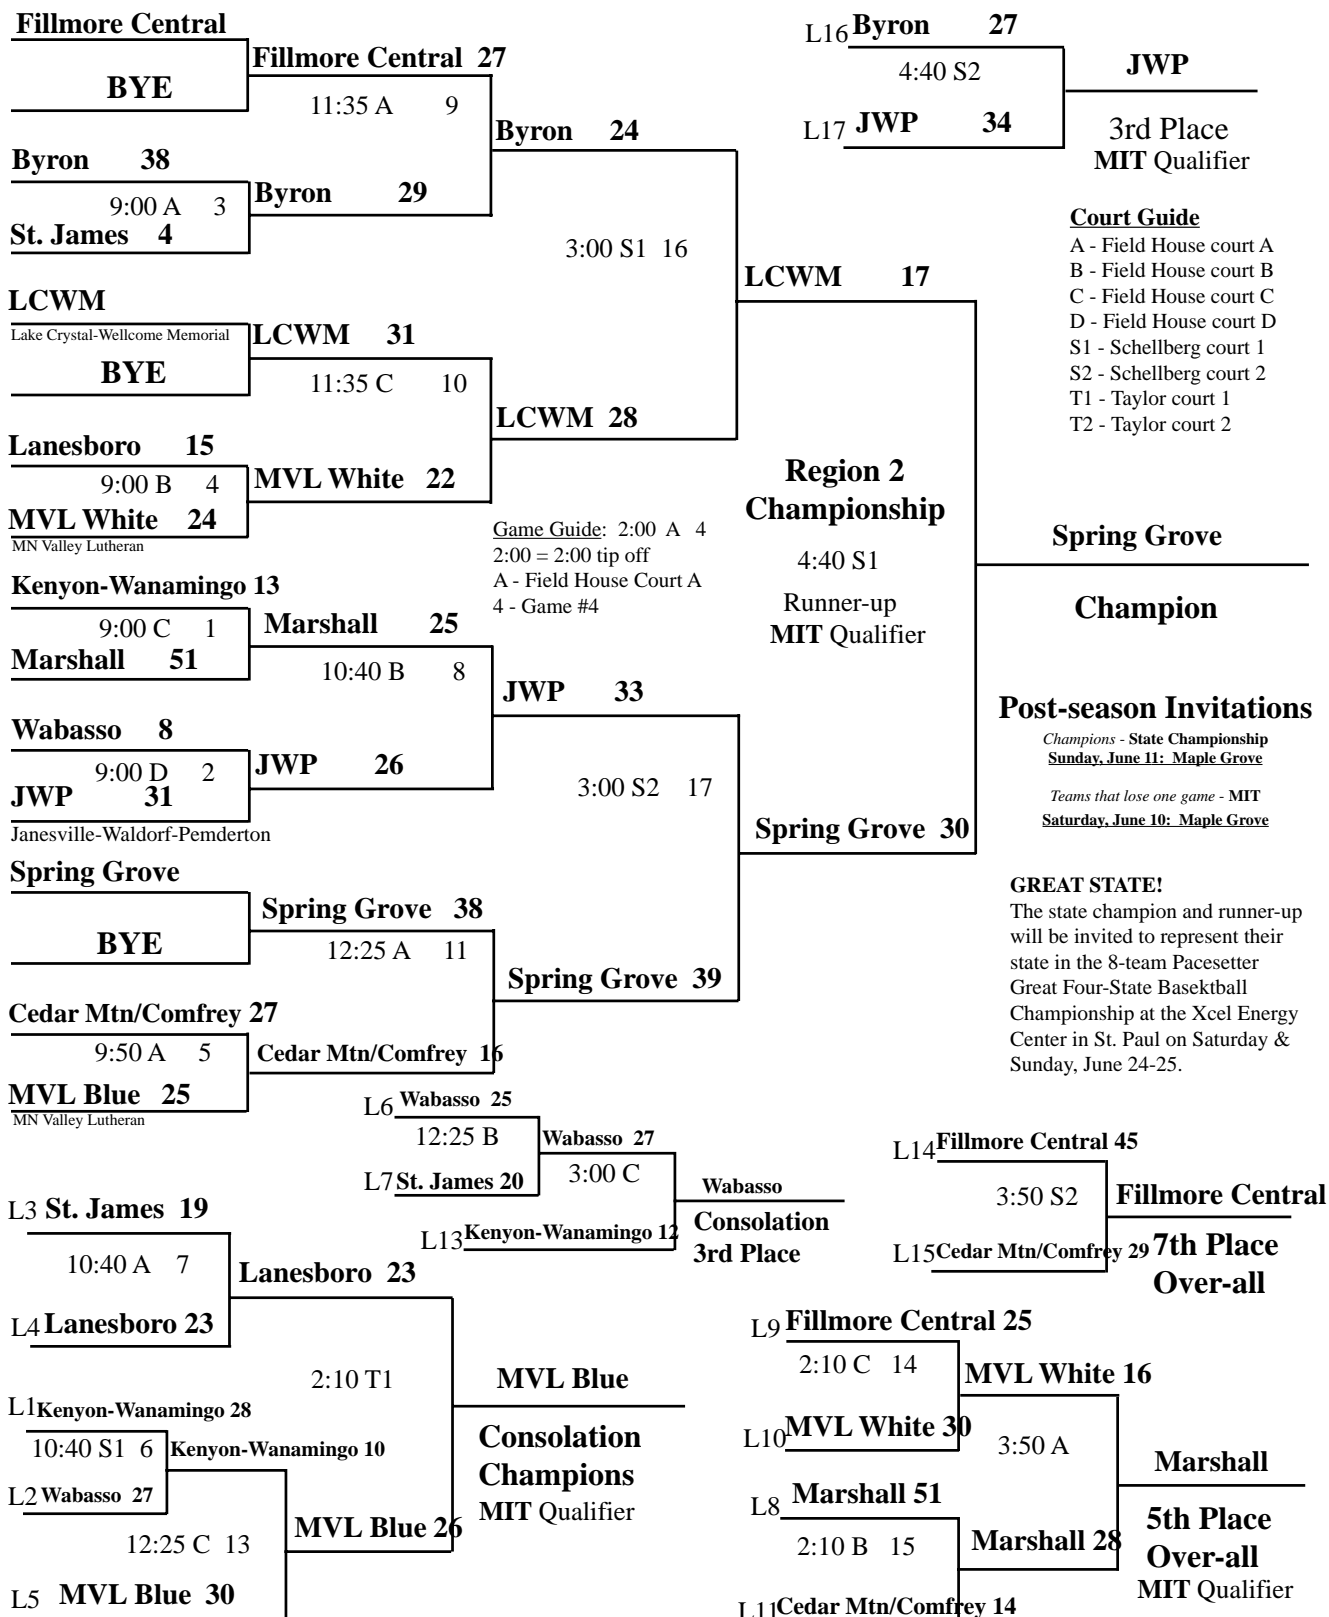 Fillmore Central
BYE
Fillmore Central 27
11:35 A 9
Byron 38
9:00 A 3
St. James 4
Byron 29
Byron 24
3:00 S1 16
LCWM
Lake Crystal-Wellcome Memorial
BYE
LCWM 31
11:35 C 10
Lanesboro 15
9:00 B 4
MVL White 24
MN Valley Lutheran
MVL White 22
LCWM 28
LCWM 17
Game Guide: 2:00 A 4
2:00 = 2:00 tip off
A - Field House Court A
4 - Game #4
Kenyon-Wanamingo 13
9:00 C 1
Marshall 51
Marshall 25
10:40 B 8
Wabasso 8
9:00 D 2
JWP 31
Janesville-Waldorf-Pemderton
JWP 26
JWP 33
3:00 S2 17
Spring Grove
BYE
Spring Grove 38
12:25 A 11
Cedar Mtn/Comfrey 27
9:50 A 5
MVL Blue 25
MN Valley Lutheran
Cedar Mtn/Comfrey 16
Spring Grove 39
Spring Grove 30
Region 2
Championship
4:40 S1
Runner-up
MIT Qualifier
Spring Grove
Champion
L16 Byron 27
4:40 S2
L17 JWP 34
JWP
3rd Place
MIT Qualifier
Court Guide
A - Field House court A
B - Field House court B
C - Field House court C
D - Field House court D
S1 - Schellberg court 1
S2 - Schellberg court 2
T1 - Taylor court 1
T2 - Taylor court 2
Post-season Invitations
Champions - State Championship
Sunday, June 11: Maple Grove
Teams that lose one game - MIT
Saturday, June 10: Maple Grove
GREAT STATE!
The state champion and runner-up
will be invited to represent their
state in the 8-team Pacesetter
Great Four-State Basektball
Championship at the Xcel Energy
Center in St. Paul on Saturday &
Sunday, June 24-25.
L6 Wabasso 25
12:25 B
L7 St. James 20
Wabasso 27
3:00 C
L13 Kenyon-Wanamingo 12
Wabasso
Consolation
3rd Place
L14 Fillmore Central 45
3:50 S2
L15 Cedar Mtn/Comfrey 29
Fillmore Central
7th Place
Over-all
L3 St. James 19
10:40 A 7
L4 Lanesboro 23
Lanesboro 23
2:10 T1
L1 Kenyon-Wanamingo 28
10:40 S1 6
L2 Wabasso 27
Kenyon-Wanamingo 10
12:25 C 13
L5 MVL Blue 30
MVL Blue 26
MVL Blue
Consolation
Champions
MIT Qualifier
L9 Fillmore Central 25
2:10 C 14
L10 MVL White 30
MVL White 16
3:50 A
L8 Marshall 51
2:10 B 15
L11 Cedar Mtn/Comfrey 14
Marshall 28
Marshall
5th Place
Over-all
MIT Qualifier